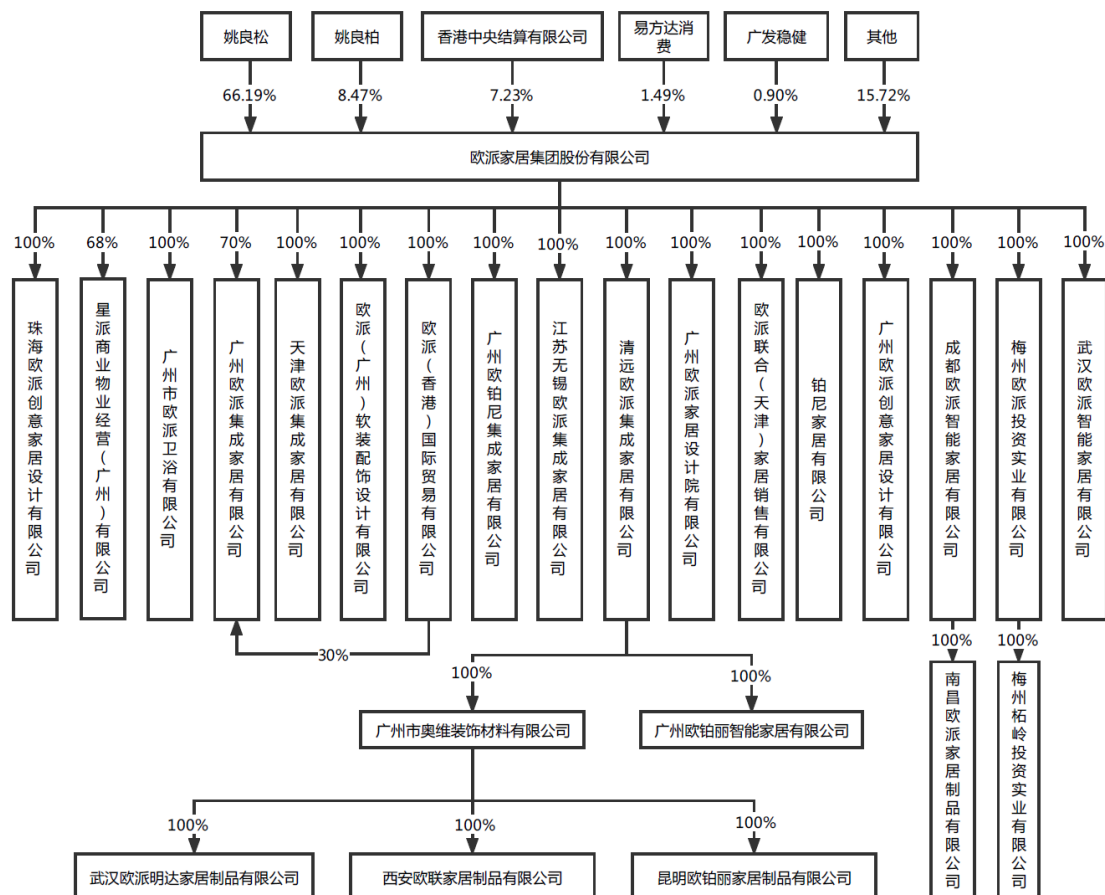 姚良松
姚良柏
香港中央结算有限公司
易方达消
费
广发稳健
其他
66.19%
8.47%
7.23%
1.49%
0.90%
15.72%
欧派家居集团股份有限公司
100%
68%
100%
70%
100%
100%
100%
100%
100%
100%
100%
100%
100%
100%
100%
100%
100%
珠海欧派创意家居设计有限公司
星派商业物业经营(广州)有限公司
广州市欧派卫浴有限公司
广州欧派集成家居有限公司
天津欧派集成家居有限公司
欧派(广州)软装配饰设计有限公司
欧派(香港)国际贸易有限公司
广州欧铂尼集成家居有限公司
江苏无锡欧派集成家居有限公司
清远欧派集成家居有限公司
广州欧派家居设计院有限公司
欧派联合(天津)家居销售有限公司
铂尼家居有限公司
广州欧派创意家居设计有限公司
成都欧派智能家居有限公司
梅州欧派投资实业有限公司
武汉欧派智能家居有限公司
30%
100%
100%
100%
100%
广州市奥维装饰材料有限公司
广州欧铂丽智能家居有限公司
南昌欧派家居制品有限公司
梅州柘岭投资实业有限公司
100%
100%
100%
武汉欧派明达家居制品有限公司
西安欧联家居制品有限公司
昆明欧铂丽家居制品有限公司